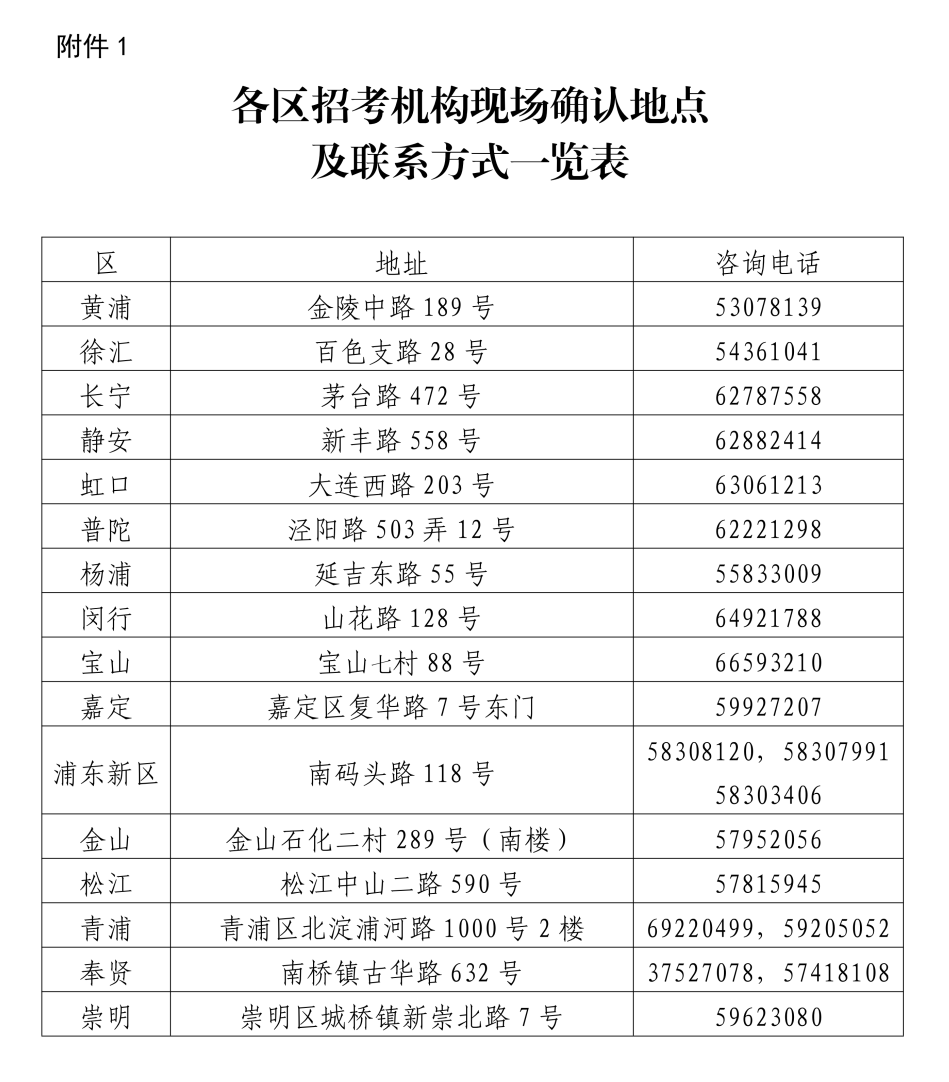 附件 1
各区招考机构现场确认地点
及联系方式一览表
区 地址 咨询电话
黄浦 金陵中路 189 号 53078139
徐汇 百色支路 28 号 54361041
长宁 茅台路 472 号 62787558
静安 新丰路 558 号 62882414
虹口 大连西路 203 号 63061213
普陀 泾阳路 503 弄 12 号 62221298
杨浦 延吉东路 55 号 55833009
闵行 山花路 128 号 64921788
宝山 宝山七村 88 号 66593210
嘉定 嘉定区复华路 7 号东门 59927207
浦东新区 南码头路 118 号 58308120，58307991
58303406
金山 金山石化二村 289 号（南楼） 57952056
松江 松江中山二路 590 号 57815945
青浦 青浦区北淀浦河路 1000 号 2 楼 69220499，59205052
奉贤 南桥镇古华路 632 号 37527078，57418108
崇明 崇明区城桥镇新崇北路 7 号 59623080